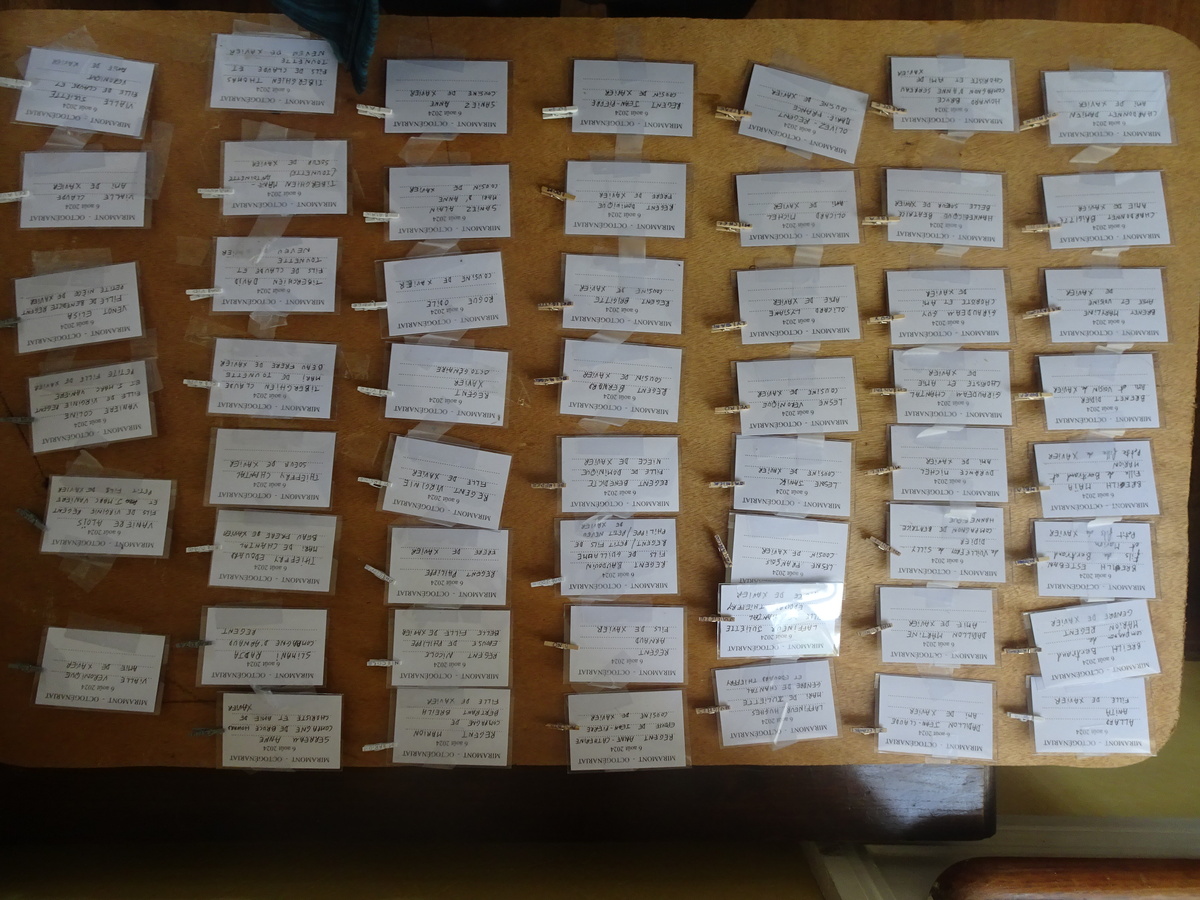 MIRAMONT - OCTOGÉNARIAT
6 août 2024
ALLARD
ANITA
FILLE DE XAVIER
MIRAMONT - OCTOGÉNARIAT
6 août 2024
BREILH Bertrand
compagnon de
MARION REGENT
GENDRE DE XAVIER
MIRAMONT - OCTOGÉNARIAT
6 août 2024
BREILH ESTEBAN
Fils de Bertrand
et Marion
Petit fils de XAVIER
MIRAMONT - OCTOGÉNARIAT
6 août 2024
BREILH MAÏA
Fille de Bertrand et
MARION
Petite fille de XAVIER
MIRAMONT - OCTOGÉNARIAT
6 août 2024
BRENET DIDIER
AMI et VOISIN de XAVIER
MIRAMONT - OCTOGÉNARIAT
6 août 2024
MARYLINE
AMIE et VOISINE
DE XAVIER
MIRAMONT - OCTOGÉNARIAT
6 août 2024
CHARDONNET BRIGITTE
AMIE DE XAVIER
MIRAMONT - OCTOGÉNARIAT
6 août 2024
CHARDONNET DAMIEN
AMI DE XAVIER
MIRAMONT - OCTOGÉNARIAT
6 août 2024
DADILLON JEAN-CLAUDE
AMI DE XAVIER
MIRAMONT - OCTOGÉNARIAT
6 août 2024
DADILLON MARTINE
AMIE DE XAVIER
MIRAMONT - OCTOGÉNARIAT
6 août 2024
de VOILLEFROY de SILLY
DIDIER
COMPAGNON DE BEATRICE
HANNEBIQUE
MIRAMONT - OCTOGÉNARIAT
6 août 2024
DUROUCE MICHEL
AMI DE XAVIER
MIRAMONT - OCTOGÉNARIAT
6 août 2024
GIRAUDEAU CHANTAL
CHORISTE ET AMIE
DE XAVIER
MIRAMONT - OCTOGÉNARIAT
6 août 2024
GIRAUDEAU GUY
CHORISTE ET AMI
DE XAVIER
MIRAMONT - OCTOGÉNARIAT
6 août 2024
HANNEBICQUE BEATRICE
BELLE SOEUR DE XAVIER
MIRAMONT - OCTOGÉNARIAT
6 août 2024
HOWARD BRUCE
COMPAGNON D'ANNE SERREAU
CHORISTE ET AMI DE
XAVIER
MIRAMONT - OCTOGÉNARIAT
6 août 2024
LAFFINEUR HUGHES
MARI DE JULIETTE
GENDRE DE CHANTAL
ET EDOUARD THIEFFRY
MIRAMONT - OCTOGÉNARIAT
6 août 2024
LAFFINEUR JULIETTE
CHANTAL
THIEFFRY
DE XAVIER
LESNE FRANÇOIS
COUSIN DE XAVIER
MIRAMONT - OCTOGÉNARIAT
6 août 2024
LESNE JANIK
COUSINE DE XAVIER
MIRAMONT - OCTOGÉNARIAT
6 août 2024
LESNE VERONIQUE
COUSINE DE XAVIER
MIRAMONT - OCTOGÉNARIAT
6 août 2024
OLICARD LYSIANE
AMIE DE XAVIER
MIRAMONT - OCTOGÉNARIAT
6 août 2024
OLICARD MICHEL
AMI DE XAVIER
MIRAMONT - OCTOGÉNARIAT
6 août 2024
OLIVEZ-REGENT
MARIE-FRANCE
COUSINE DE XAVIER
MIRAMONT - OCTOGÉNARIAT
6 août 2024
REGENT ANNE-CATHERINE
EPOUSE DE JEAN-PIERRE
COUSINE DE XAVIER
MIRAMONT - OCTOGÉNARIAT
6 août 2024
REGENT
ARNAUD
FILS DE XAVIER
MIRAMONT - OCTOGÉNARIAT
6 août 2024
REGENT BAUDOUIN
FILS DE GUILLAUME
REGENT/PETIT FILS DE
PHILIPPE/PETIT NEVEU
DE XAVIER
MIRAMONT - OCTOGÉNARIAT
6 août 2024
REGENT BENEDICTE
FILLE DE DOMINIQUE
NIECE DE XAVIER
MIRAMONT - OCTOGÉNARIAT
6 août 2024
REGENT BERNARD
COUSIN DE XAVIER
MIRAMONT - OCTOGÉNARIAT
6 août 2024
REGENT BRIGITTE
COUSINE DE XAVIER
MIRAMONT - OCTOGÉNARIAT
6 août 2024
REGENT DOMINIQUE
FRERE DE XAVIER
MIRAMONT - OCTOGÉNARIAT
6 août 2024
REGENT JEAN-PIERRE
COUSIN DE XAVIER
MIRAMONT - OCTOGÉNARIAT
6 août 2024
REGENT MARION
COMPAGNE DE
BERTRANT BREILH
FILLE DE XAVIER
MIRAMONT - OCTOGÉNARIAT
6 août 2024
REGENT NICOLE
EPOUSE DE PHILIPPE
BELLE FILLE DE XAVIER
MIRAMONT - OCTOGÉNARIAT
6 août 2024
REGENT PHILIPPE
FRERE DE XAVIER
MIRAMONT - OCTOGÉNARIAT
6 août 2024
REGENT VIRGINIE
FILLE DE XAVIER
MIRAMONT - OCTOGÉNARIAT
6 août 2024
REGENT
XAVIER
OCTOGÉNAIRE
MIRAMONT - OCTOGÉNARIAT
6 août 2024
ROGUE ODILE
COUSINE DE XAVIER
MIRAMONT - OCTOGÉNARIAT
6 août 2024
SANIEZ ALAIN
MARI D'ANNE
COUSIN DE XAVIER
MIRAMONT - OCTOGÉNARIAT
6 août 2024
SANIEZ ANNE
COUSINE DE XAVIER
MIRAMONT - OCTOGÉNARIAT
6 août 2024
SERREAU ANNE
COMPAGNE DE BRUCE HOWARD
CHORISTE ET AMIE DE
XAVIER
MIRAMONT - OCTOGÉNARIAT
6 août 2024
SLIMANI RADJA
COMPAGNE D'ARNAUD
REGENT
MIRAMONT - OCTOGÉNARIAT
6 août 2024
THIEFFRY EDOUARD
MARI DE CHANTAL
BEAU FRERE DE XAVIER
MIRAMONT - OCTOGÉNARIAT
6 août 2024
THIEFFRY CHANTAL
SOEUR DE XAVIER
MIRAMONT - OCTOGÉNARIAT
6 août 2024
TIBERGHIEN CLAUDE
MARI DE TOUNETTE
BEAU FRERE DE XAVIER
MIRAMONT - OCTOGÉNARIAT
6 août 2024
TIBERGHIEN DAVID
FILS DE CLAUDE ET
TOUNETTE
NEVEU
MIRAMONT - OCTOGÉNARIAT
6 août 2024
TIBERGHIEN MARIE-
(TOUNETTE) ANTOINETTE
SOEUR DE XAVIER
MIRAMONT - OCTOGÉNARIAT
6 août 2024
TIBERGHIEN THOMAS
FILS DE CLAUDE ET
TOUNETTE
NEVEU DE XAVIER
MIRAMONT - OCTOGÉNARIAT
6 août 2024
VIALLE VERONIQUE
AMIE DE XAVIER
MIRAMONT - OCTOGÉNARIAT
6 août 2024
VANIERE ALOÏS
FILS DE VIRGINIE REGENT
ET J. MARC VANIERE
PETIT FILS DE XAVIER
MIRAMONT - OCTOGÉNARIAT
6 août 2024
VANIERE COLINE
FILLE DE VIRGINIE REGENT
ET J. MARC VANIERE
PETITE FILLE DE XAVIER
MIRAMONT - OCTOGÉNARIAT
6 août 2024
VENOT ELISA
FILLE DE BENEDICTE REGENT
PETITE NIÈCE DE XAVIER
MIRAMONT - OCTOGÉNARIAT
6 août 2024
VIALLE CLAUDE
AMI DE XAVIER
MIRAMONT - OCTOGÉNARIAT
6 août 2024
VIALLE JULIETTE
FILLE DE CLAUDE ET
VERONIQUE
AMIE DE XAVIER